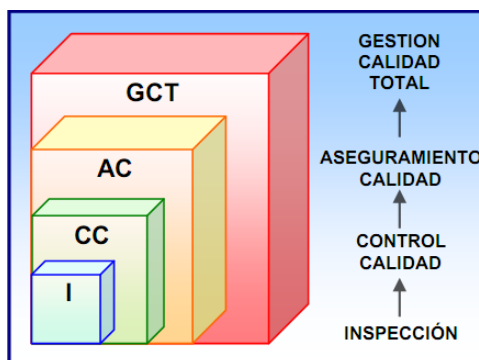 GCT
AC
CC
I
GESTION
CALIDAD
TOTAL
ASEGURAMIENTO
CALIDAD
CONTROL
CALIDAD
INSPECCIÓN